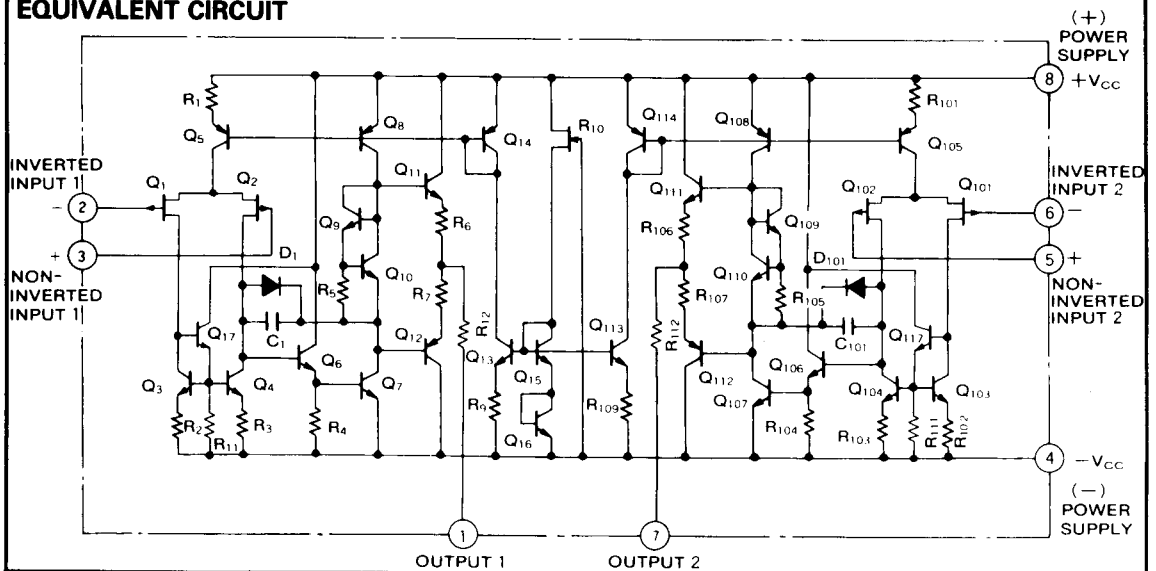 EQUIVALENT CIRCUIT
(+)
POWER
SUPPLY
8 +VCC
R1
Q5
Q8
Q14
R10
Q114
Q108
R101
Q105
INVERTED
INPUT 1
- 2
+ 3
NON-
INVERTED
INPUT 1
Q1
Q2
Q11
R6
Q9
Q10
R5
R7
D1
C1
Q17
Q3
Q4
R2
R11
R3
Q6
R4
Q7
Q12
R12
Q13
R9
Q15
Q16
Q113
R109
R112
Q111
R106
R107
Q112
Q109
Q110
R105
Q107
Q106
R104
D101
C101
Q117
Q104
Q103
R103
R111
R102
Q102
Q101
INVERTED
INPUT 2
6 -
5 +
NON-
INVERTED
INPUT 2
4 -VCC
(-)
POWER
SUPPLY
1
OUTPUT 1
7
OUTPUT 2